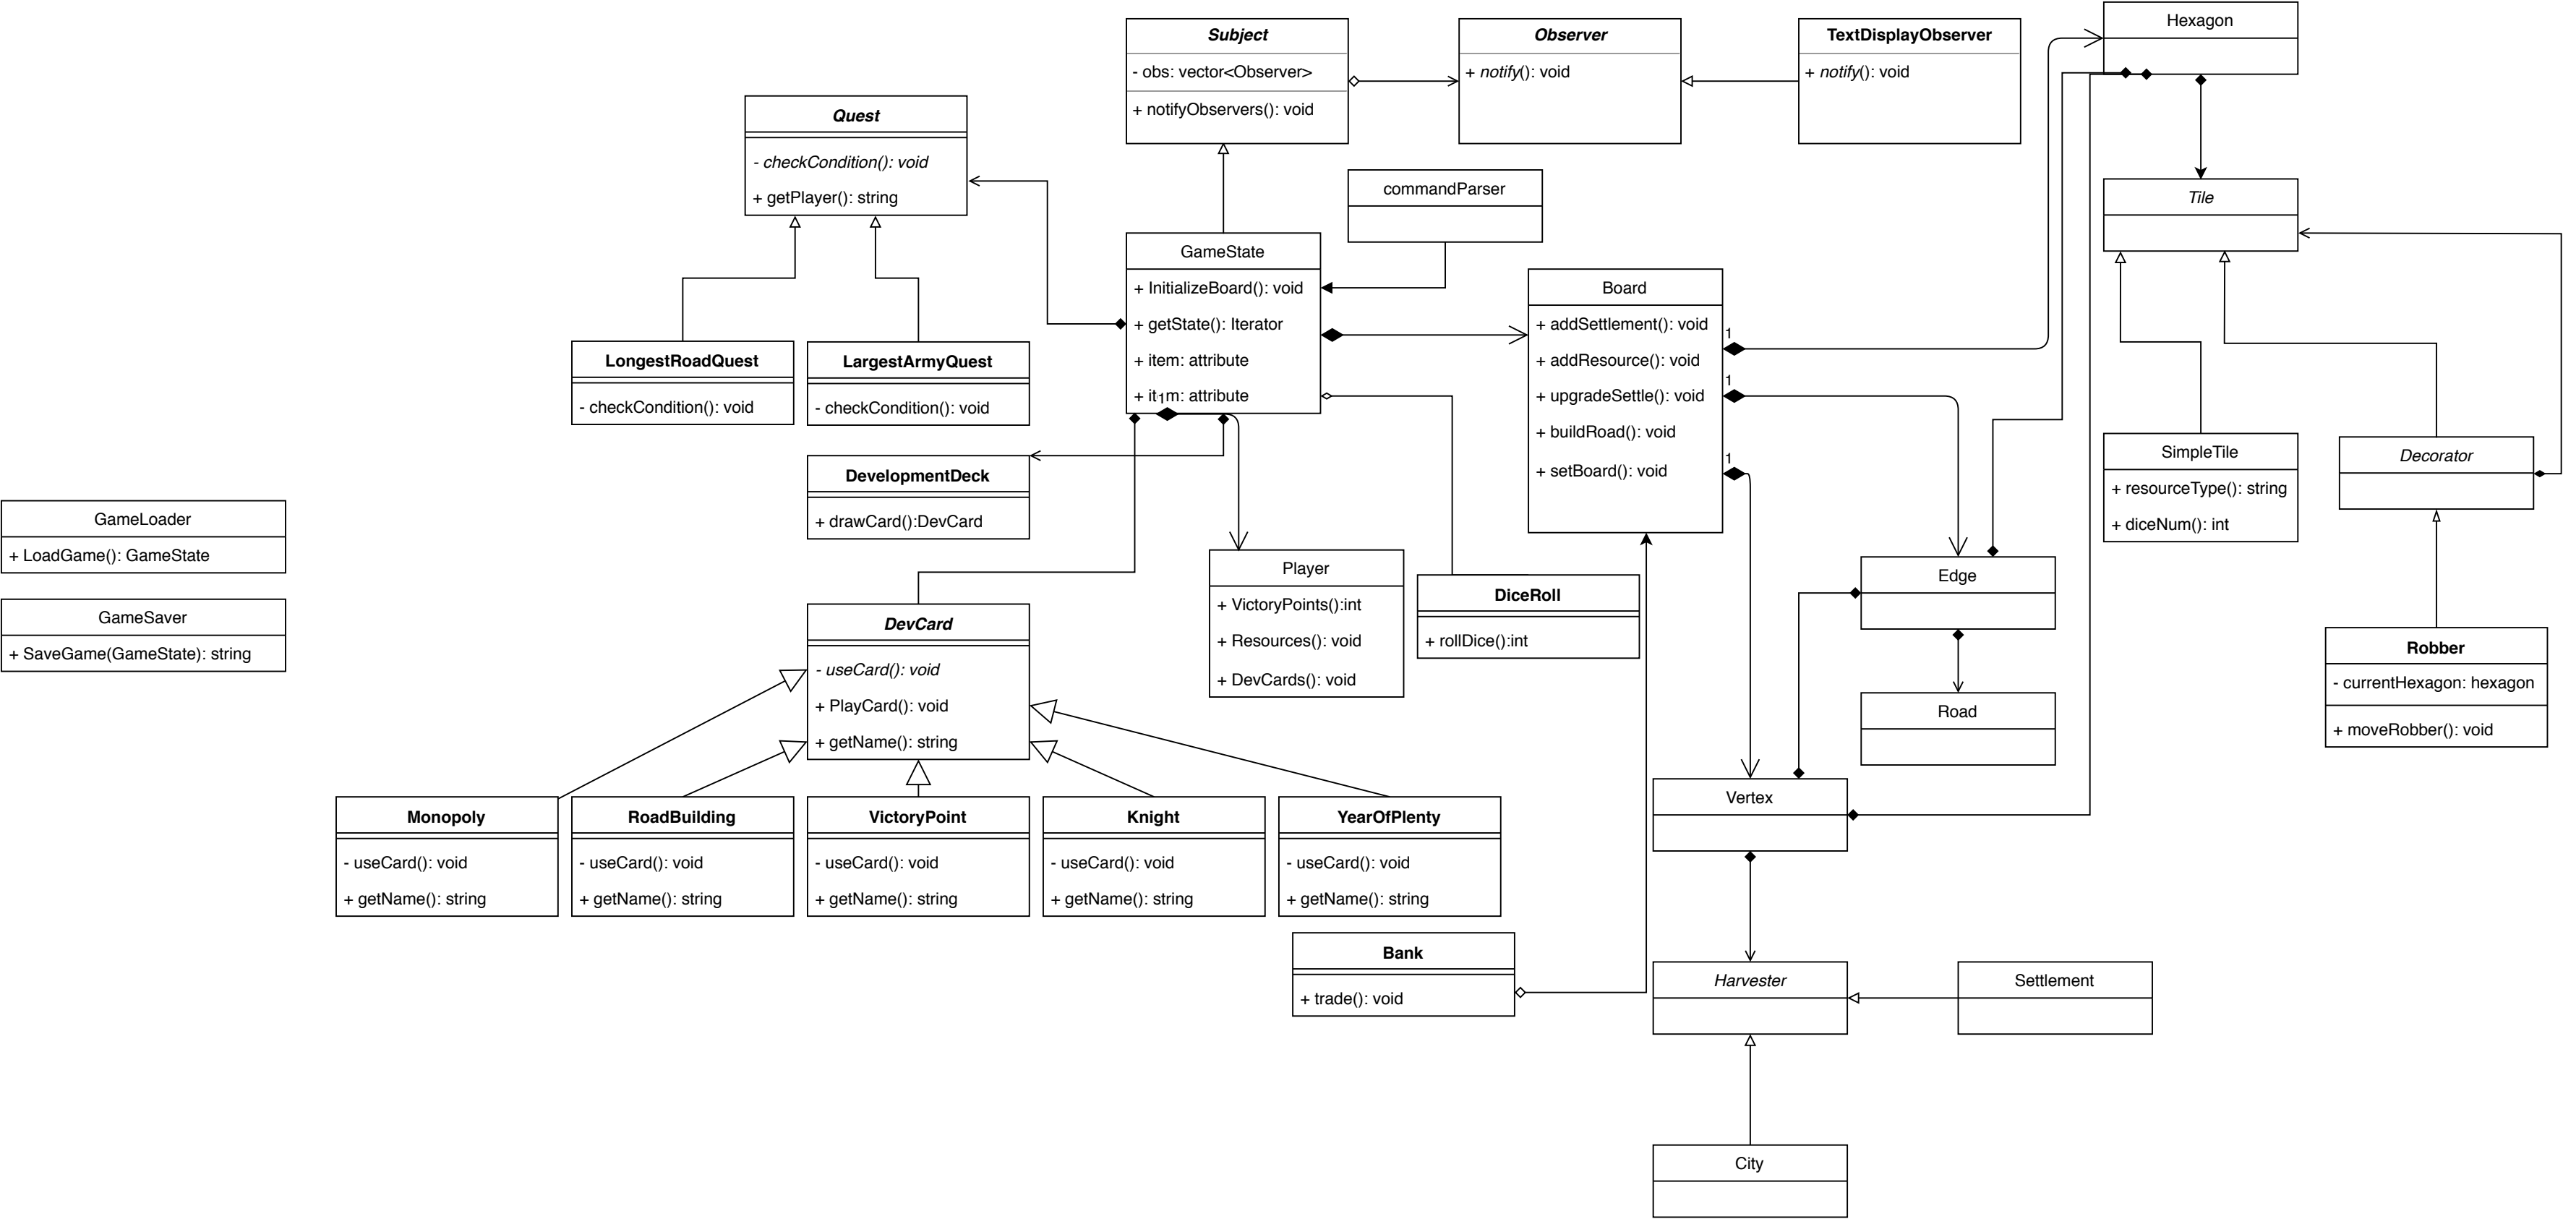 Subject
- obs: vector<Observer>
+ notifyObservers(): void
Observer
+ notify(): void
TextDisplayObserver
+ notify(): void
Hexagon
Quest
- checkCondition(): void
+ getPlayer(): string
commandParser
Tile
GameState
+ InitializeBoard(): void
+ getState(): Iterator
+ item: attribute
+ item: attribute
1
Board
+ addSettlement(): void
+ addResource(): void
+ upgradeSettle(): void
+ buildRoad(): void
+ setBoard(): void
1
1
1
LongestRoadQuest
- checkCondition(): void
LargestArmyQuest
- checkCondition(): void
DevelopmentDeck
+ drawCard():DevCard
SimpleTile
+ resourceType(): string
+ diceNum(): int
Decorator
GameLoader
+ LoadGame(): GameState
GameSaver
+ SaveGame(GameState): string
Player
+ VictoryPoints():int
+ Resources(): void
+ DevCards(): void
DiceRoll
+ rollDice():int
Edge
Road
Robber
- currentHexagon: hexagon
+ moveRobber(): void
DevCard
- useCard(): void
+ PlayCard(): void
+ getName(): string
Monopoly
- useCard(): void
+ getName(): string
RoadBuilding
- useCard(): void
+ getName(): string
VictoryPoint
- useCard(): void
+ getName(): string
Knight
- useCard(): void
+ getName(): string
YearOfPlenty
- useCard(): void
+ getName(): string
Vertex
Bank
+ trade(): void
Harvester
Settlement
City